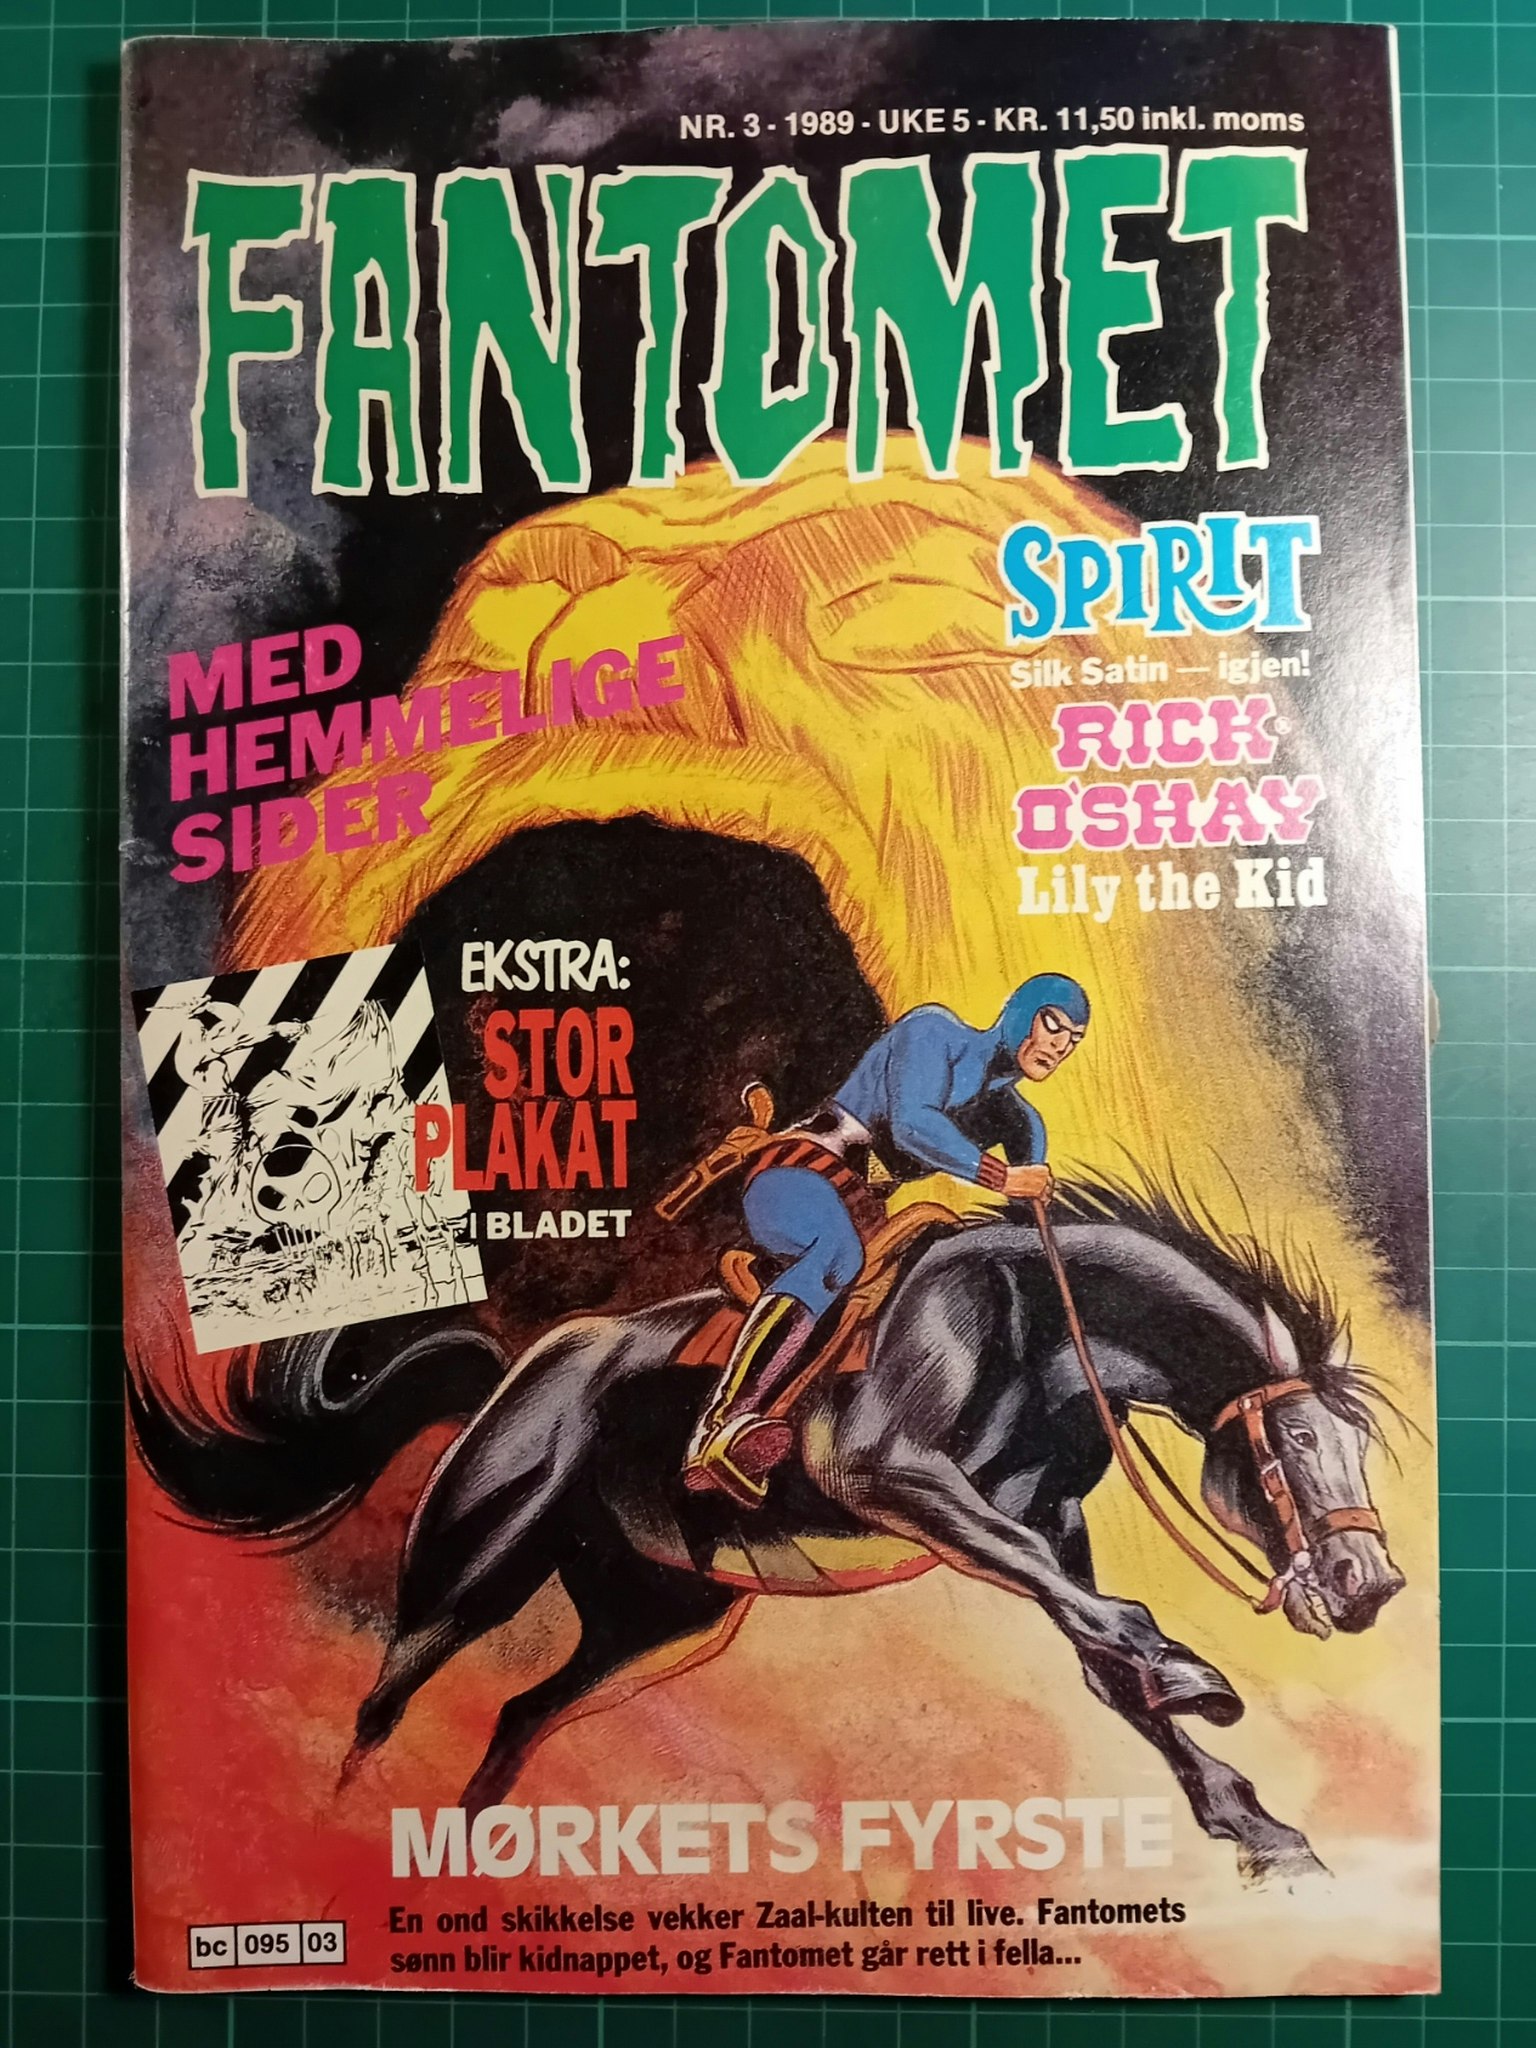 NR. 3 - 1989 - UKE 5 - KR. 11,50 inkl. moms
FANTOMET
SPIRIT
Silk Satin — igjen!
RICK®
O'SHAY
Lily the Kid
MED
HEMMELIGE
SIDER
EKSTRA:
STOR
PLAKAT
I BLADET
MØRKETS FYRSTE
En ond skikkelse vekker Zaal-kulten til live. Fantomets
sønn blir kidnappet, og Fantomet går rett i fella...
bc 095 03